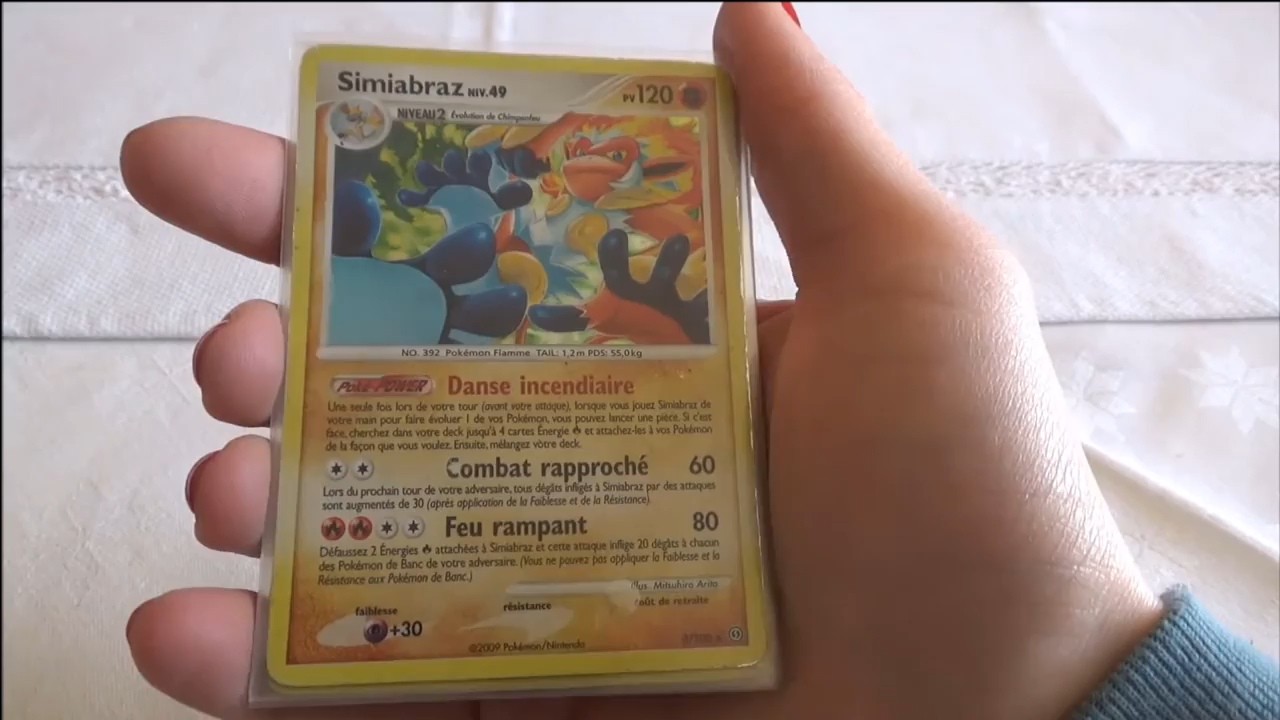 Simiabraz NIV.49
PV 120
NIVEAU 2 Évolution de Chimpenfeu
NO. 392 Pokémon Flamme TAIL: 1,2 m PDS: 55,0 kg
Poké-POWER Danse incendiaire
Une seule fois lors de votre tour (avant votre attaque), lorsque vous jouez Simiabraz de
votre main pour faire évoluer 1 de vos Pokémon, vous pouvez lancer une pièce. Si c'est
face, cherchez dans votre deck jusqu'à 4 cartes Énergie et attachez-les à vos Pokémon
de la façon que vous voulez. Ensuite, mélangez votre deck.
Combat rapproché 60
Lors du prochain tour de votre adversaire, tous dégâts infligés à Simiabraz par des attaques
sont augmentés de 30 (après application de la Faiblesse et de la Résistance).
Feu rampant 80
Défaussez 2 Énergies attachées à Simiabraz et cette attaque inflige 20 dégâts à chacun
des Pokémon de Banc de votre adversaire. (Vous ne pouvez pas appliquer la Faiblesse et la
Résistance aux Pokémon de Banc.)
Illus. Mitsuhiro Arita
faiblesse
résistance
coût de retraite
+30
©2009 Pokémon/Nintendo